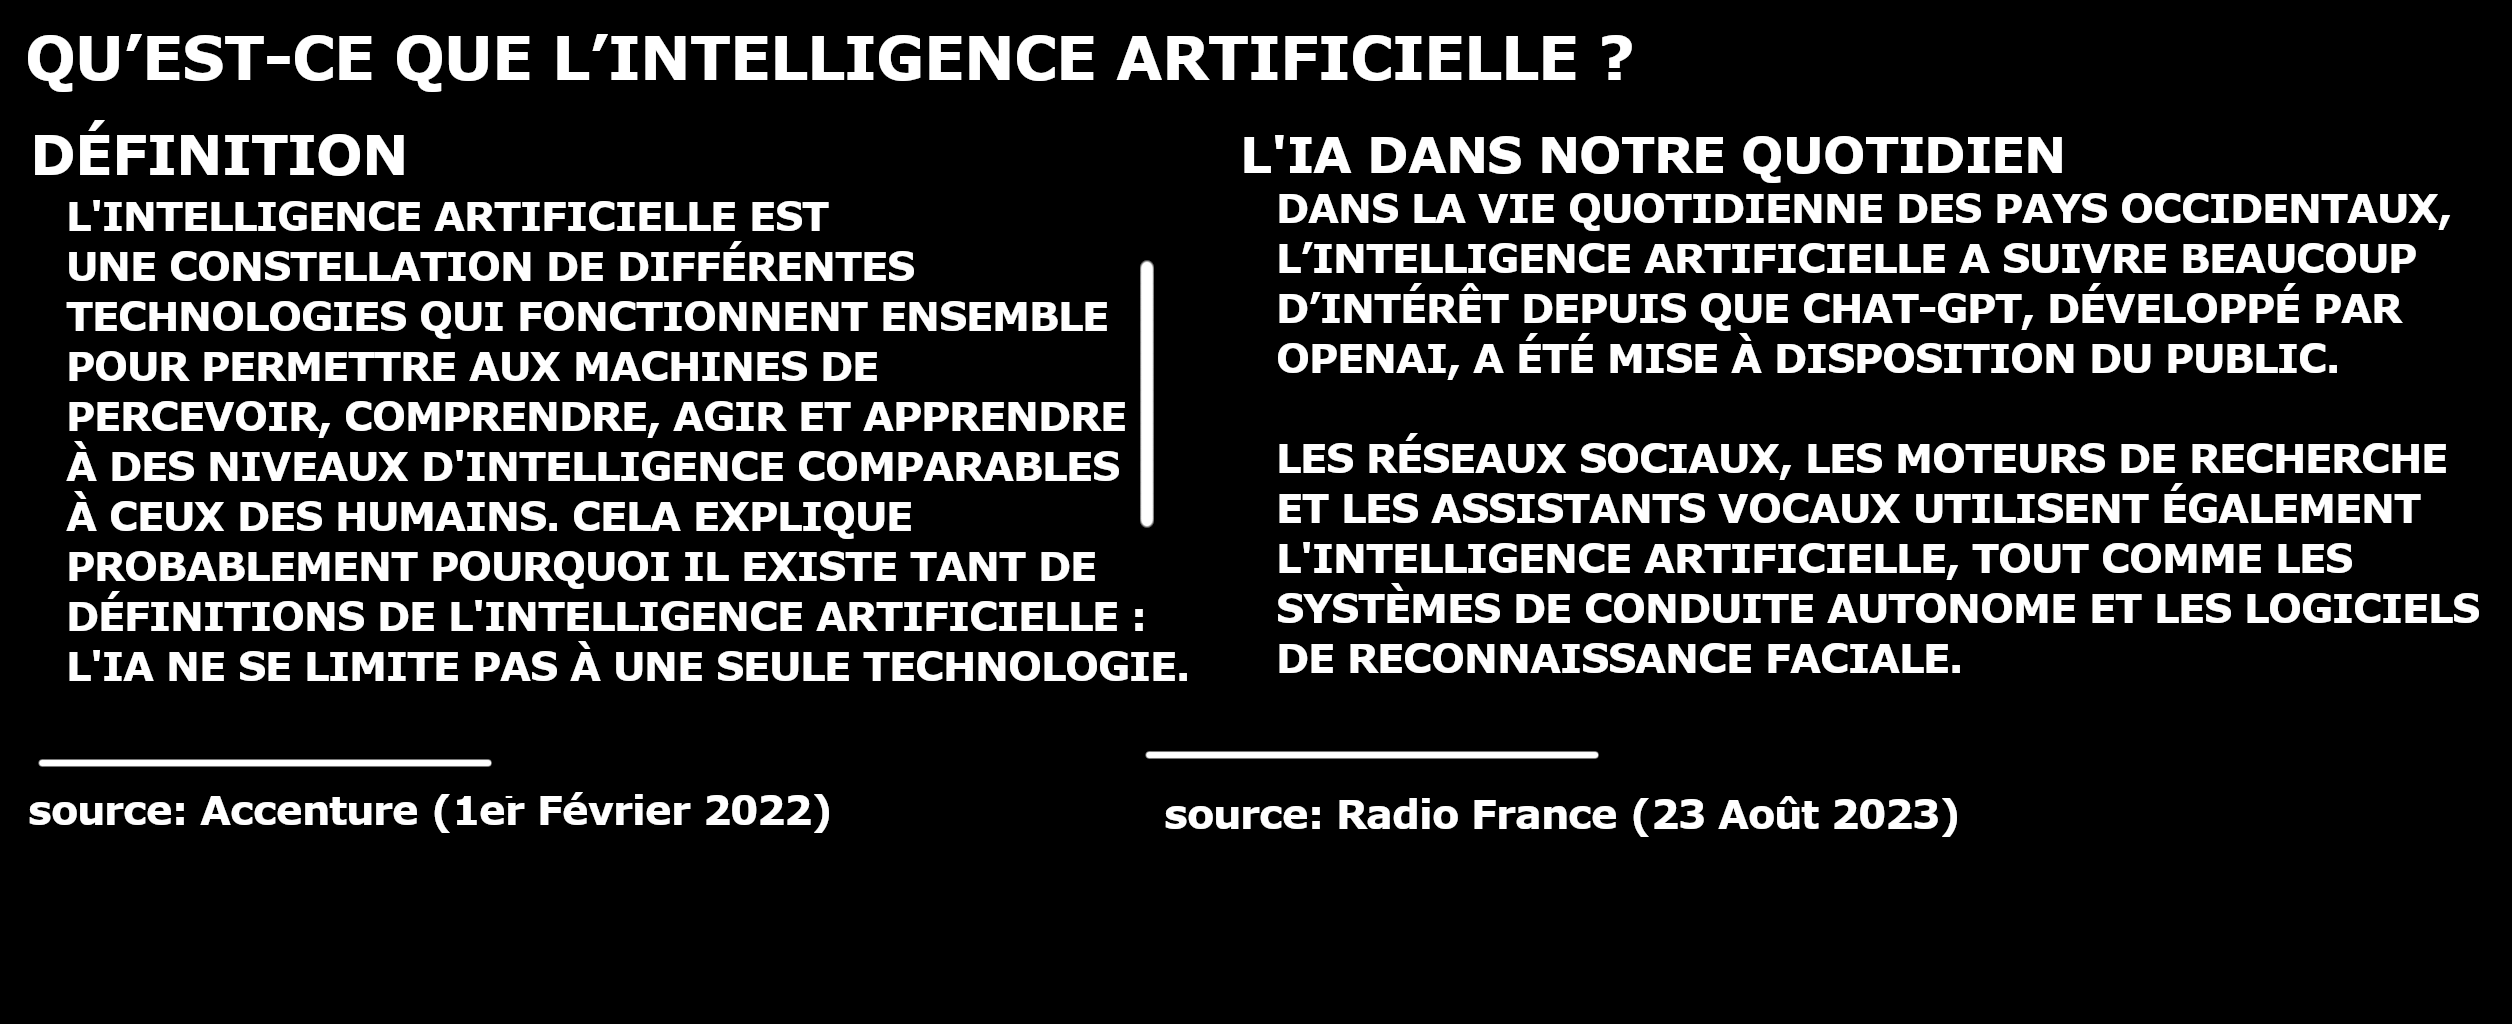 QU’EST-CE QUE L’INTELLIGENCE ARTIFICIELLE ?
DÉFINITION
L'INTELLIGENCE ARTIFICIELLE EST
UNE CONSTELLATION DE DIFFÉRENTES
TECHNOLOGIES QUI FONCTIONNENT ENSEMBLE
POUR PERMETTRE AUX MACHINES DE
PERCEVOIR, COMPRENDRE, AGIR ET APPRENDRE
À DES NIVEAUX D'INTELLIGENCE COMPARABLES
À CEUX DES HUMAINS. CELA EXPLIQUE
PROBABLEMENT POURQUOI IL EXISTE TANT DE
DÉFINITIONS DE L'INTELLIGENCE ARTIFICIELLE :
L'IA NE SE LIMITE PAS À UNE SEULE TECHNOLOGIE.
source: Accenture (1er Février 2022)
L'IA DANS NOTRE QUOTIDIEN
DANS LA VIE QUOTIDIENNE DES PAYS OCCIDENTAUX,
L’INTELLIGENCE ARTIFICIELLE A SUIVRE BEAUCOUP
D’INTÉRÊT DEPUIS QUE CHAT-GPT, DÉVELOPPÉ PAR
OPENAI, A ÉTÉ MISE À DISPOSITION DU PUBLIC.
LES RÉSEAUX SOCIAUX, LES MOTEURS DE RECHERCHE
ET LES ASSISTANTS VOCAUX UTILISENT ÉGALEMENT
L'INTELLIGENCE ARTIFICIELLE, TOUT COMME LES
SYSTÈMES DE CONDUITE AUTONOME ET LES LOGICIELS
DE RECONNAISSANCE FACIALE.
source: Radio France (23 Août 2023)